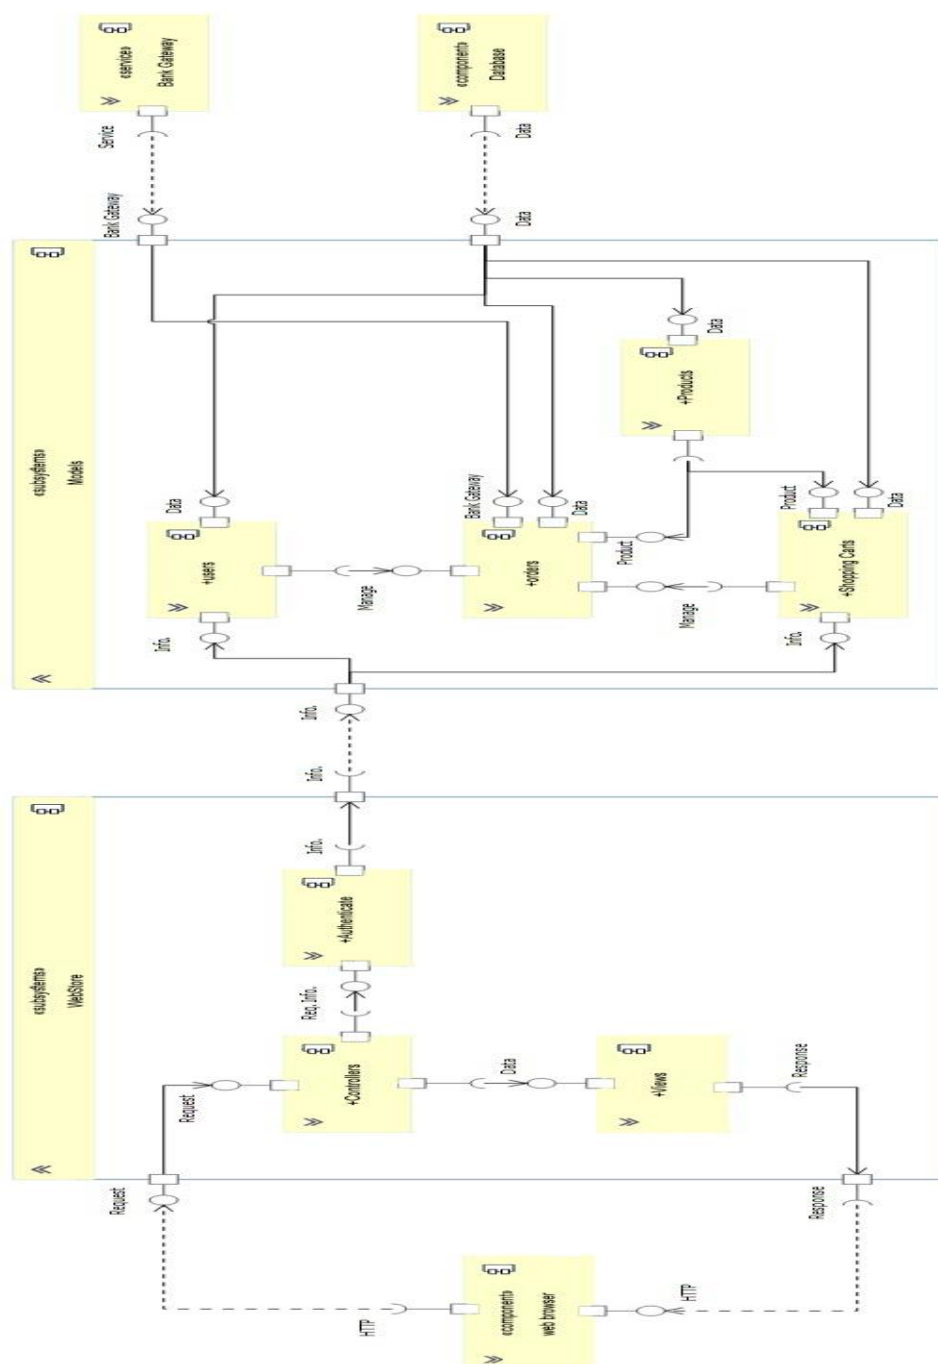 «component»
web browser
HTTP
HTTP
«subsystems»
WebStore
Request
Request
+Controllers
Req. Info.
+Authenticate
Info.
Info.
Data
+Views
Response
Response
«subsystems»
Models
Info.
Info.
+users
Data
Manage
+orders
Bank Gateway
Data
Product
Manage
Info.
+Shopping Carts
Product
Data
+Products
Data
Bank Gateway
Data
Service
«service»
Bank Gateway
Data
«component»
Database